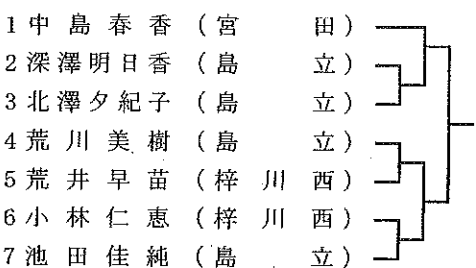 1 中島春香 (宮田)
2 深澤明日香 (島立)
3 北澤夕紀子 (島立)
4 荒川美樹 (島立)
5 荒井早苗 (梓川西)
6 小林仁恵 (梓川西)
7 池田佳純 (島立)